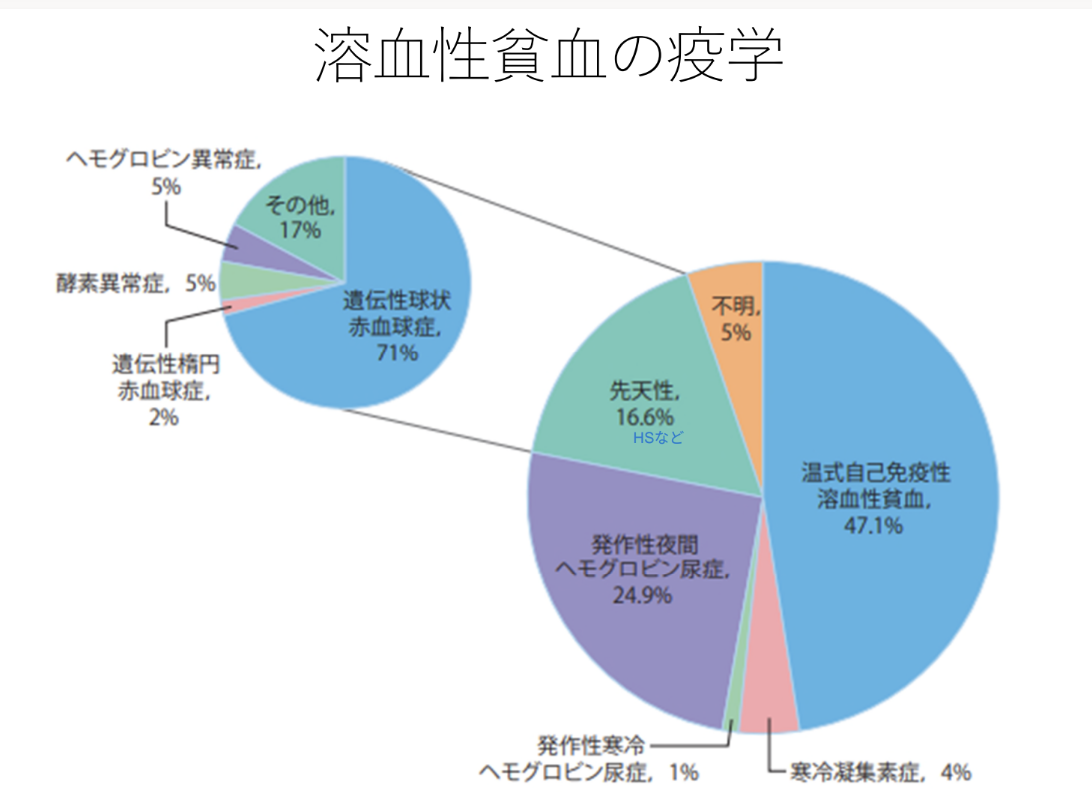 溶血性貧血の疫学
ヘモグロビン異常症,
5%
その他,
17%
酵素異常症, 5%
遺伝性球状
赤血球症,
71%
遺伝性楕円
赤血球症,
2%
不明,
5%
先天性,
16.6%
HSなど
温式自己免疫性
溶血性貧血,
47.1%
発作性夜間
ヘモグロビン尿症,
24.9%
発作性寒冷
ヘモグロビン尿症, 1%
寒冷凝集素症, 4%